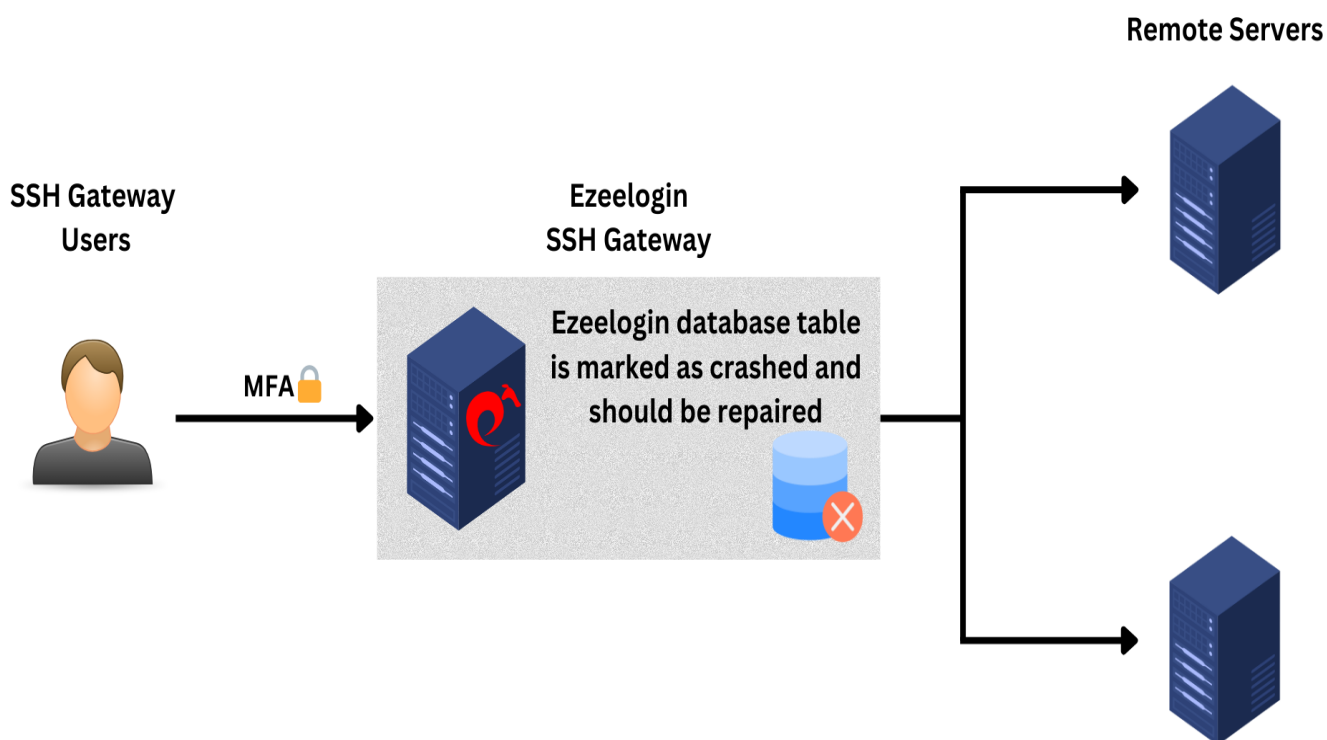 Remote Servers
SSH Gateway
Users
Ezeelogin
SSH Gateway
MFA
Ezeelogin database table
is marked as crashed and
should be repaired